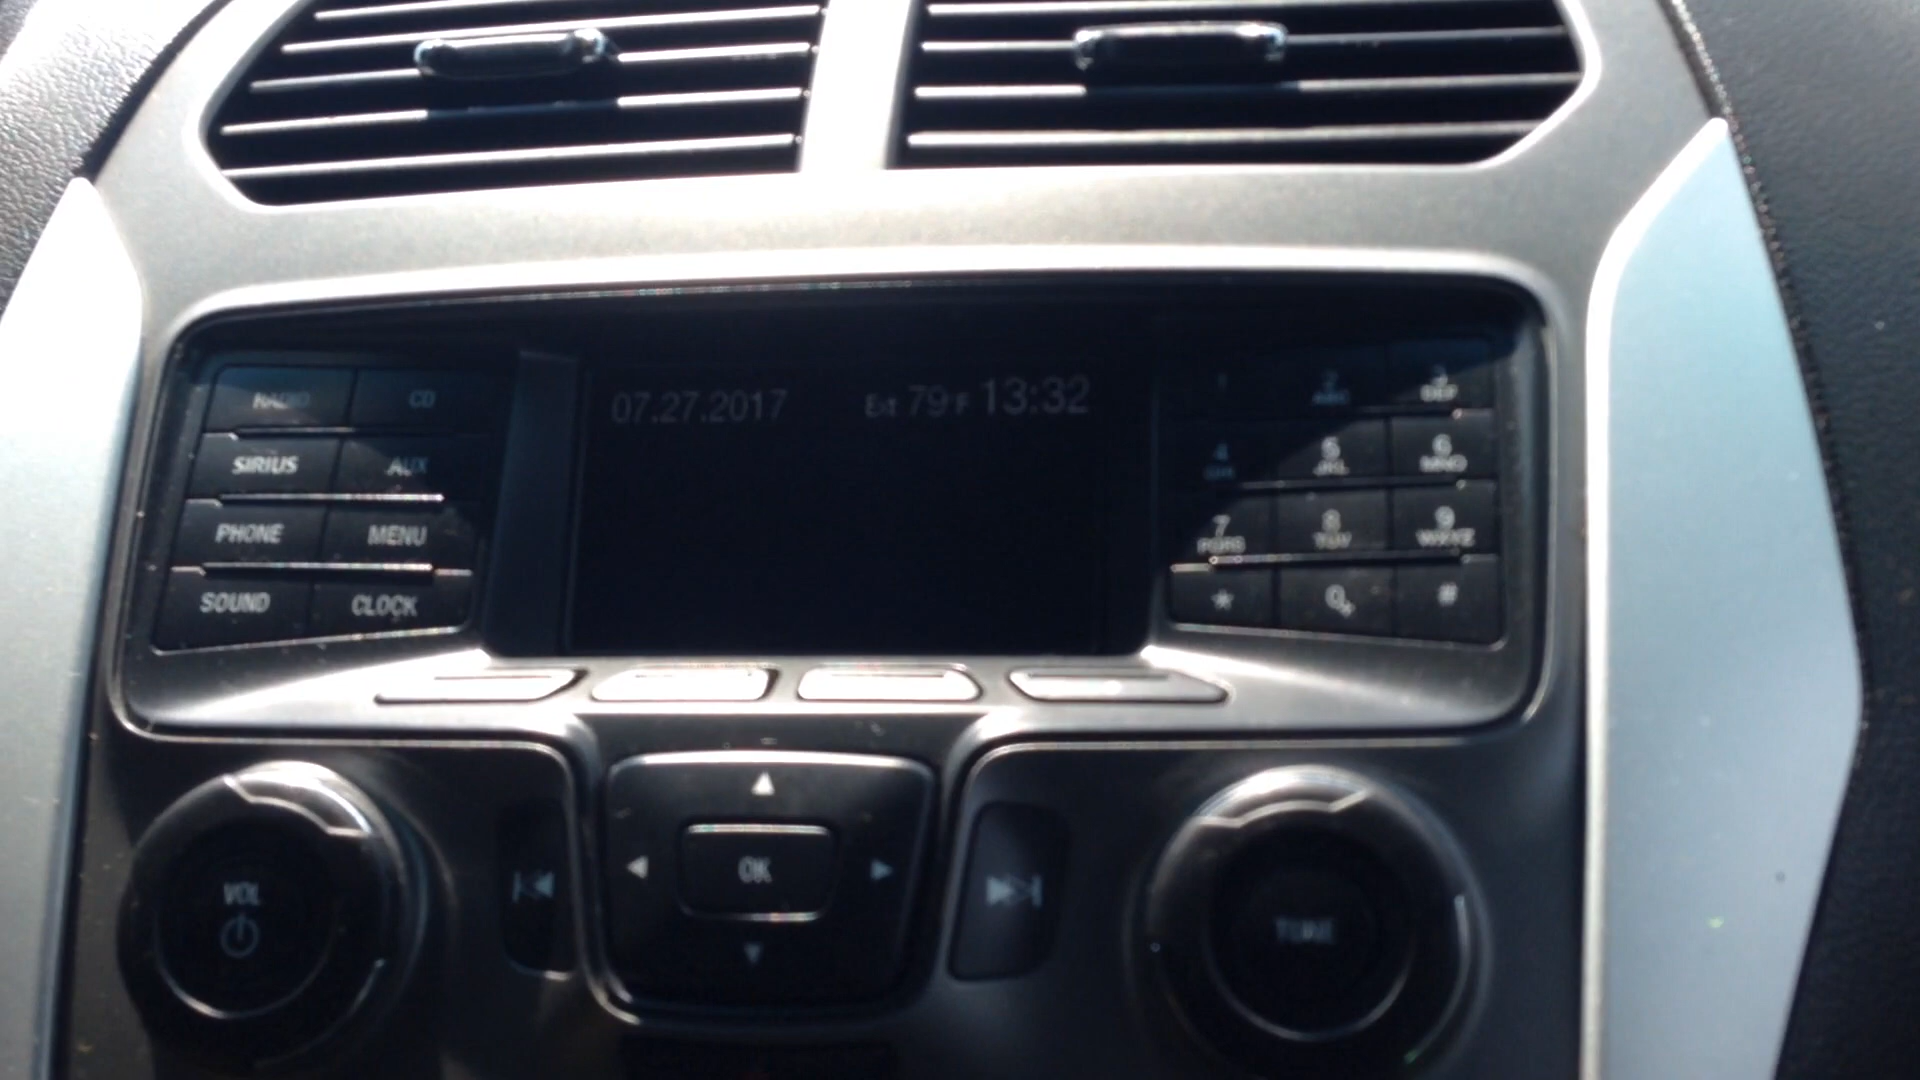 RADIO CD
SIRIUS AUX
PHONE MENU
SOUND CLOCK
07.27.2017 Ext 79 F 13:32
1 2 ABC 3 DEF
4 GHI 5 JKL 6 MNO
7 PQRS 8 TUV 9 WXYZ
* 0+ #
VOL
OK
TUNE